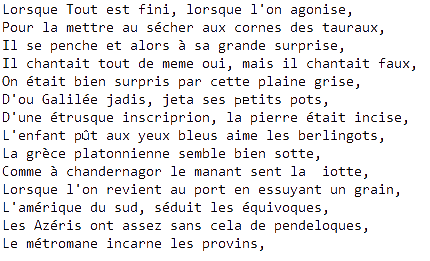 Lorsque Tout est fini, lorsque l'on agonise,
Pour la mettre au sécher aux cornes des tauraux,
Il se penche et alors à sa grande surprise,
Il chantait tout de meme oui, mais il chantait faux,
On était bien surpris par cette plaine grise,
D'ou Galilée jadis, jeta ses petits pots,
D'une étrusque inscriprion, la pierre était incise,
L'enfant pût aux yeux bleus aime les berlingots,
La grèce platonnienne semble bien sotte,
Comme à chandernagor le manant sent la  iotte,
Lorsque l'on revient au port en essuyant un grain,
L'amérique du sud, séduit les équivoques,
Les Azéris ont assez sans cela de pendeloques,
Le métromane incarne les provins,